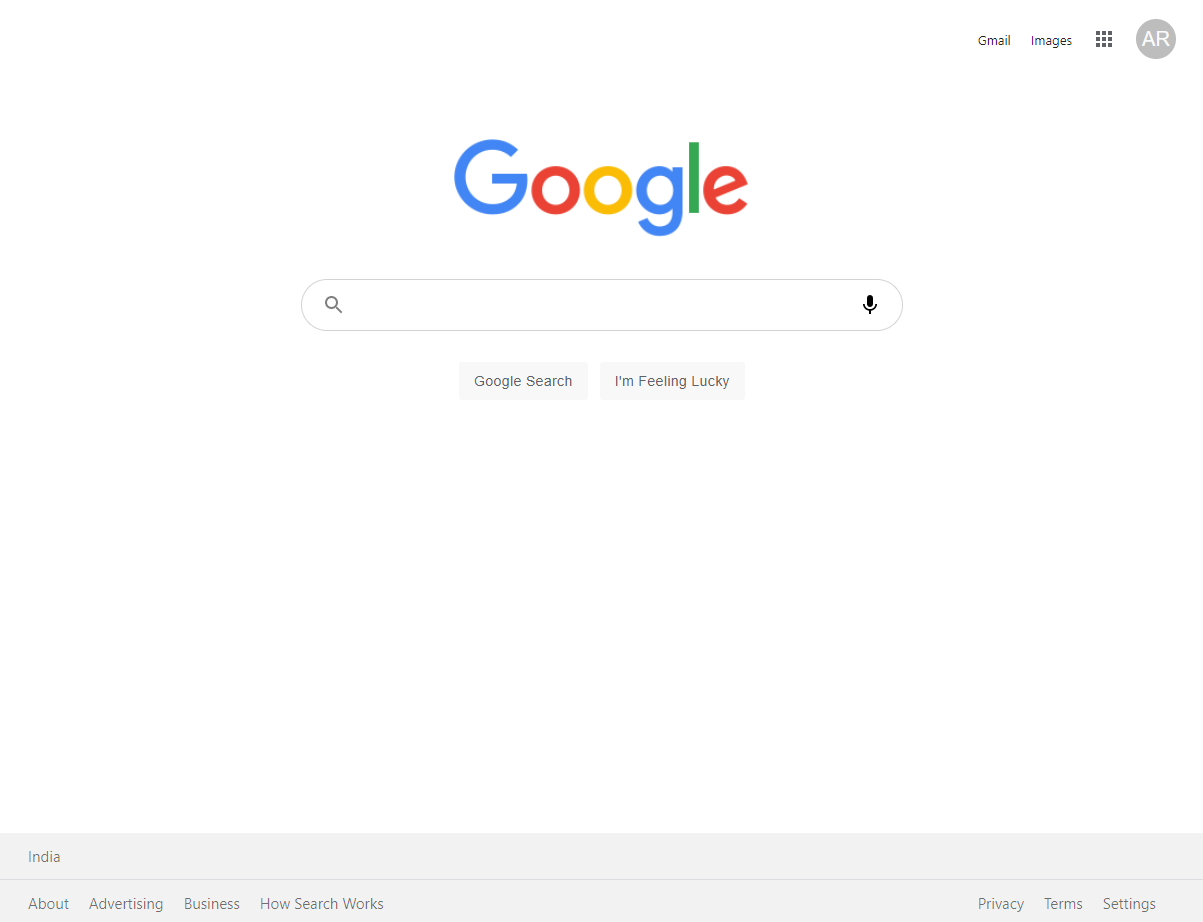 Gmail Images AR
Google
Google Search I'm Feeling Lucky
India
About Advertising Business How Search Works Privacy Terms Settings